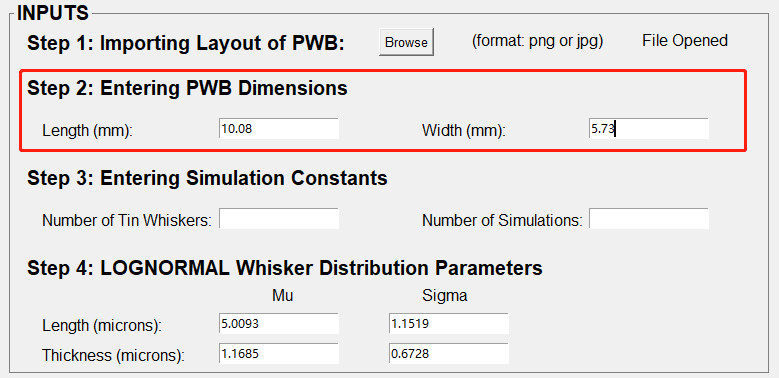 INPUTS
Step 1: Importing Layout of PWB: Browse (format: png or jpg) File Opened
Step 2: Entering PWB Dimensions
Length (mm): 10.08 Width (mm): 5.73
Step 3: Entering Simulation Constants
Number of Tin Whiskers: Number of Simulations:
Step 4: LOGNORMAL Whisker Distribution Parameters
Mu Sigma
Length (microns): 5.0093 1.1519
Thickness (microns): 1.1685 0.6728